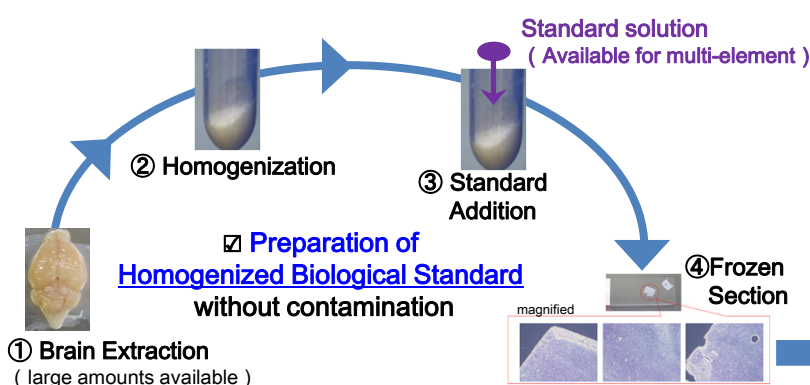 Standard solution
( Available for multi-element )
② Homogenization
③ Standard
Addition
☑ Preparation of
Homogenized Biological Standard
without contamination
④Frozen
Section
magnified
① Brain Extraction
( large amounts available )